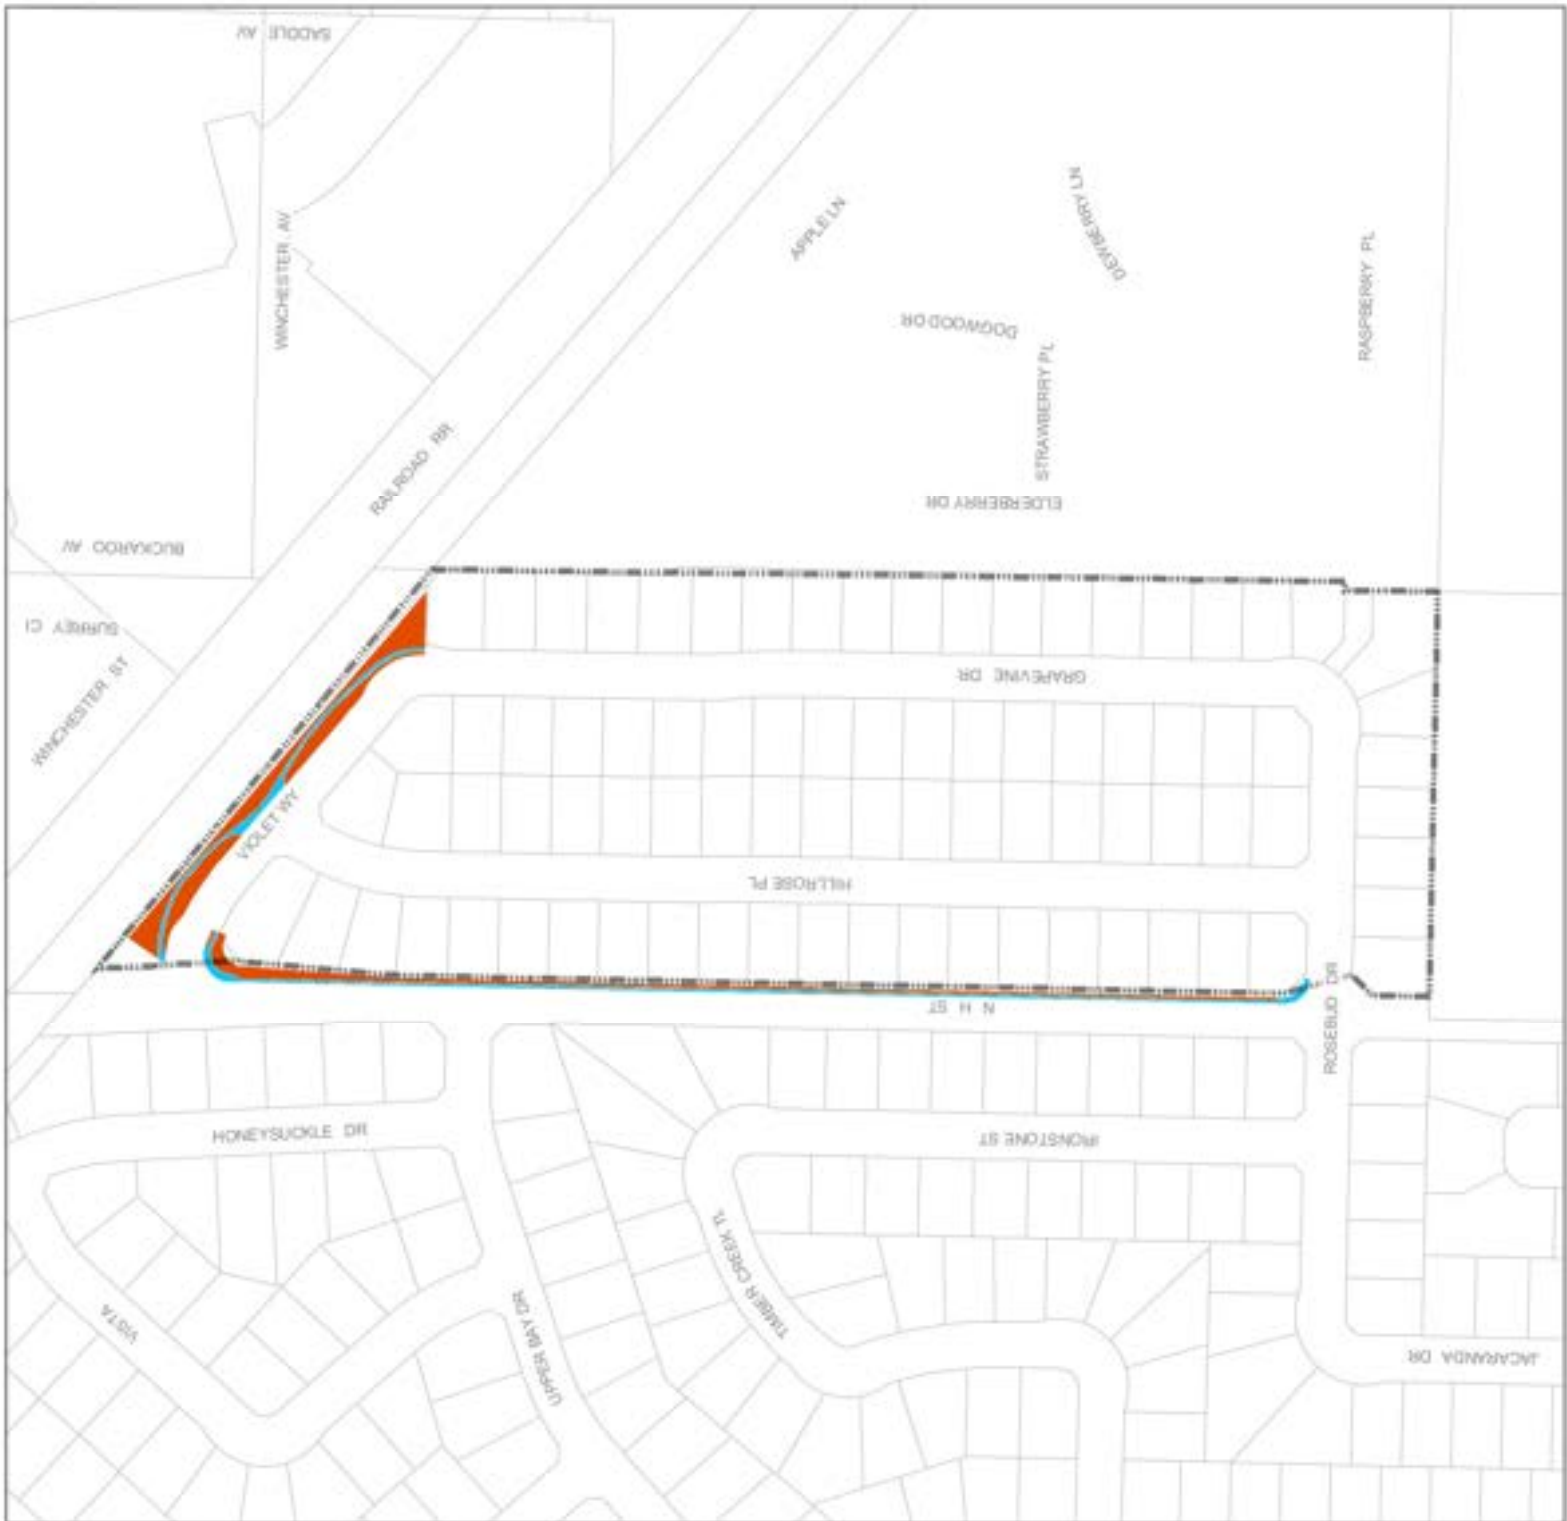 SADDLE AV
WINCHESTER AV
APPLE LN
DEWBERRY LN
RASPBERRY PL
DOGWOOD DR
STRAWBERRY PL
RAILROAD RR
ELDERBERRY DR
BUCKAROO AV
SURREY CI
WINCHESTER ST
GRAPEVINE DR
VIOLET WY
HILLROSE PL
N H ST
ROSEBUD DR
HONEYSUCKLE DR
IRONSTONE ST
TIMBER CREEK TL
VISTA
UPPER BAY DR
JACARANDA DR